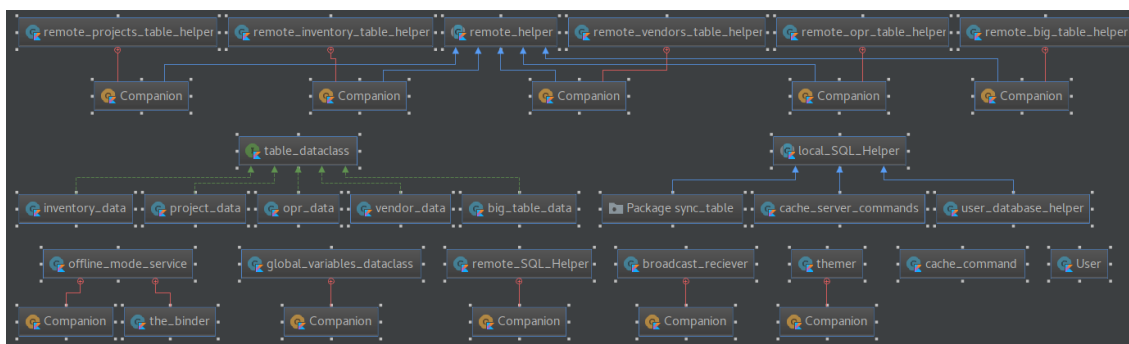 remote_projects_table_helper remote_inventory_table_helper remote_helper remote_vendors_table_helper remote_opr_table_helper remote_big_table_helper
Companion Companion Companion Companion Companion
table_dataclass local_SQL_Helper
inventory_data project_data opr_data vendor_data big_table_data Package sync_table cache_server_commands user_database_helper
offline_mode_service global_variables_dataclass remote_SQL_Helper broadcast_reciever themer cache_command User
Companion the_binder Companion Companion Companion Companion